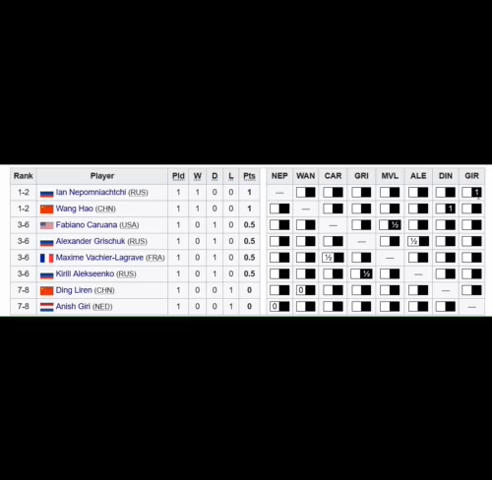 Rank Player Pld W D L Pts NEP WAN CAR GRI MVL ALE DIN GIR
1-2 Ian Nepomniachtchi (RUS) 1 1 0 0 1 — 1
1-2 Wang Hao (CHN) 1 1 0 0 1 — 1
3-6 Fabiano Caruana (USA) 1 0 1 0 0.5 — ½
3-6 Alexander Grischuk (RUS) 1 0 1 0 0.5 — ½
3-6 Maxime Vachier-Lagrave (FRA) 1 0 1 0 0.5 ½ —
3-6 Kirill Alekseenko (RUS) 1 0 1 0 0.5 ½ —
7-8 Ding Liren (CHN) 1 0 0 1 0 0 —
7-8 Anish Giri (NED) 1 0 0 1 0 0 —